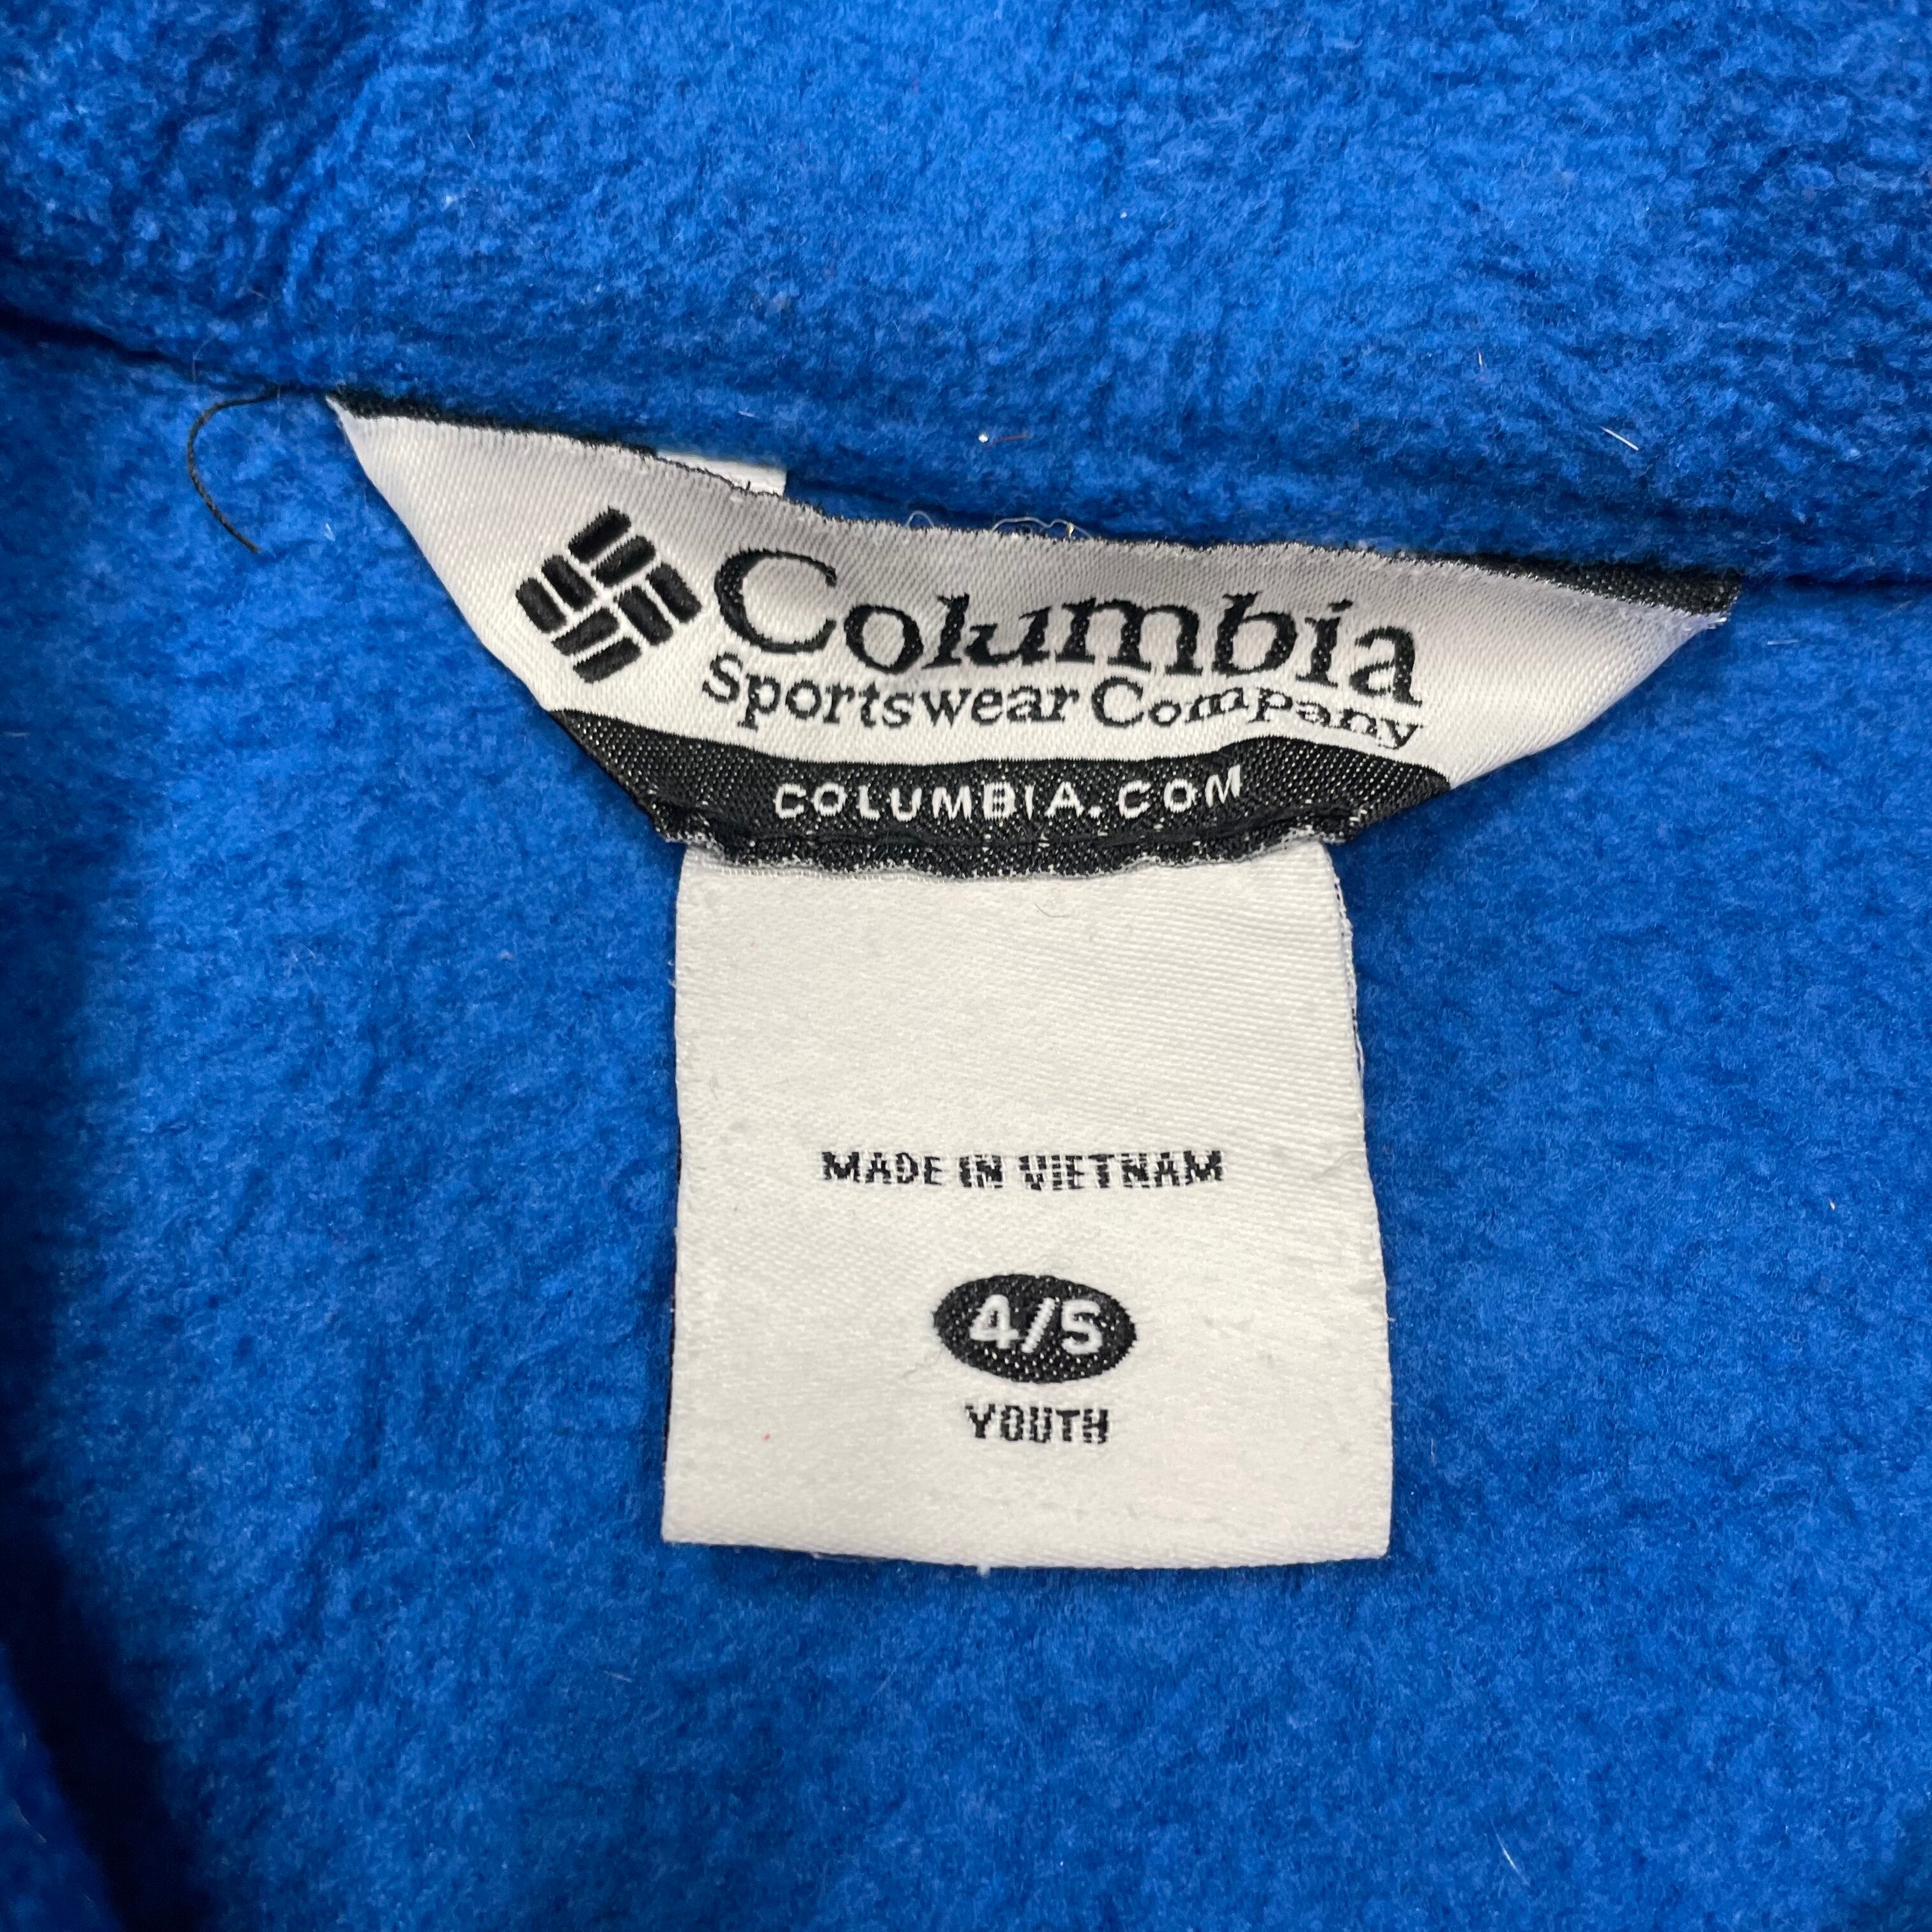 Columbia
Sportswear Company
COLUMBIA.COM
MADE IN VIETNAM
4/5
YOUTH